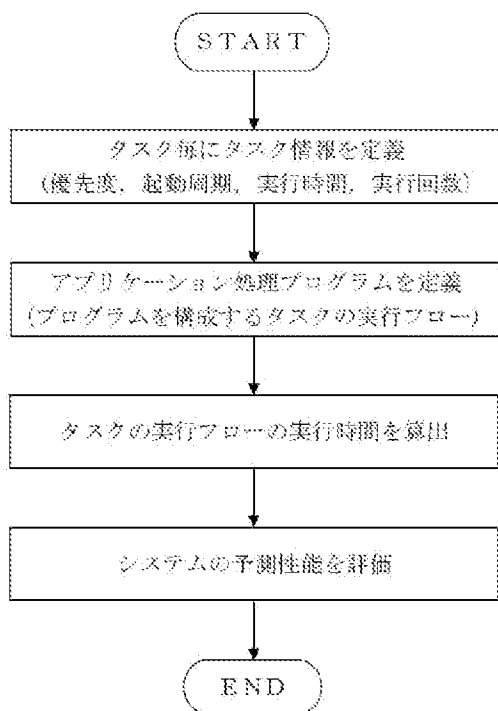 START
タスク毎にタスク情報を定義
(優先度, 起動周期, 実行時間, 実行回数)
アプリケーション処理プログラムを定義
(プログラムを構成するタスクの実行フロー)
タスクの実行フローの実行時間を算出
システムの予測性能を評価
END